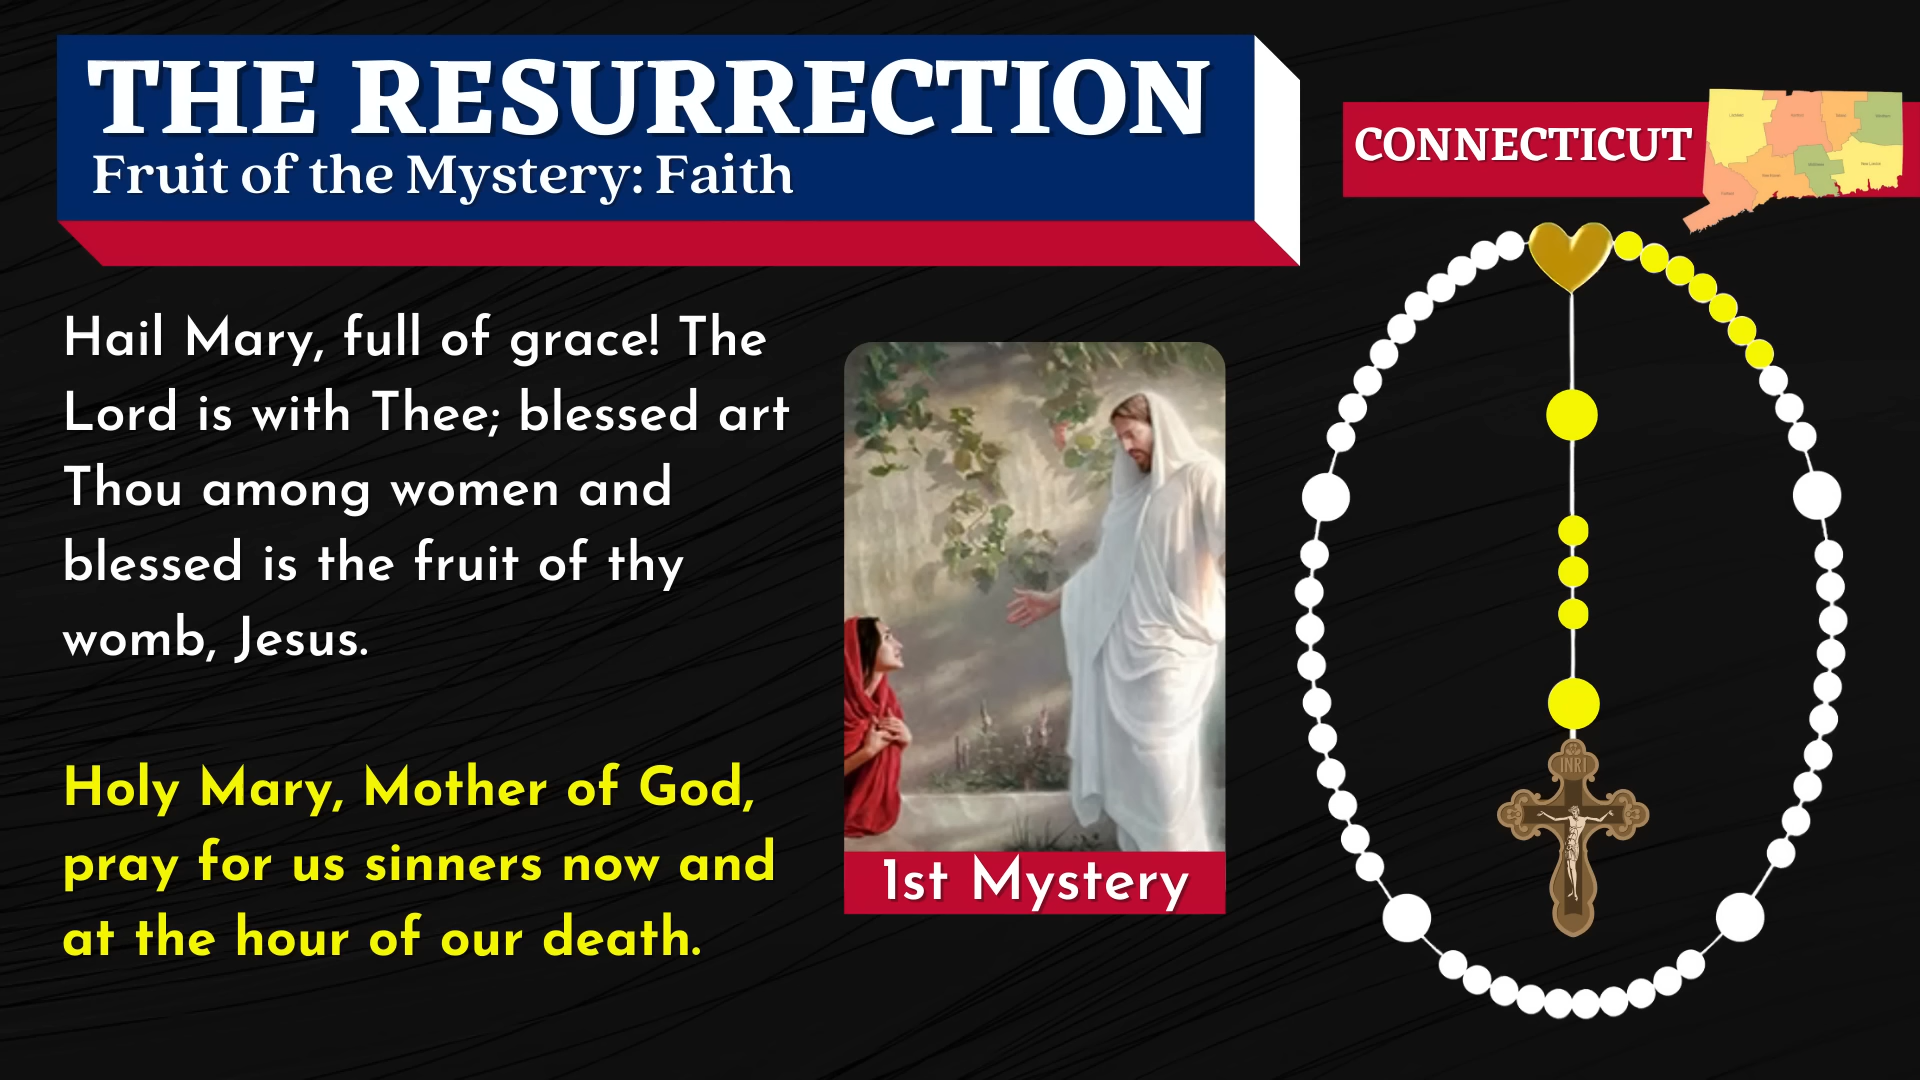 THE RESURRECTION
Fruit of the Mystery: Faith
CONNECTICUT
Hail Mary, full of grace! The
Lord is with Thee; blessed art
Thou among women and
blessed is the fruit of thy
womb, Jesus.
Holy Mary, Mother of God,
pray for us sinners now and
at the hour of our death.
1st Mystery
INRI